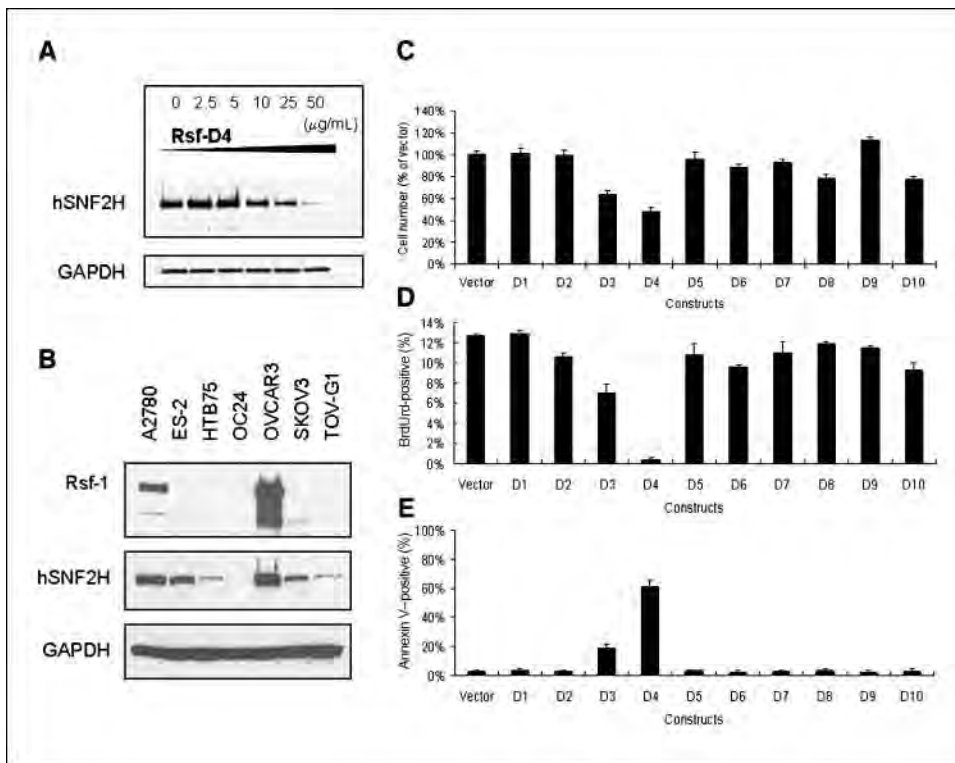 A
0 2.5 5 10 25 50
(μg/mL)
Rsf-D4
hSNF2H
GAPDH
B
A2780
ES-2
HTB75
OC24
OVCAR3
SKOV3
TOV-G1
Rsf-1
hSNF2H
GAPDH
C
Cell number (% of vector)
140%
120%
100%
80%
60%
40%
20%
0%
Vector D1 D2 D3 D4 D5 D6 D7 D8 D9 D10
Constructs
D
BrdUrd-positive (%)
14%
12%
10%
8%
6%
4%
2%
0%
Vector D1 D2 D3 D4 D5 D6 D7 D8 D9 D10
Constructs
E
Annexin V-positive (%)
100%
80%
60%
40%
20%
0%
Vector D1 D2 D3 D4 D5 D6 D7 D8 D9 D10
Constructs